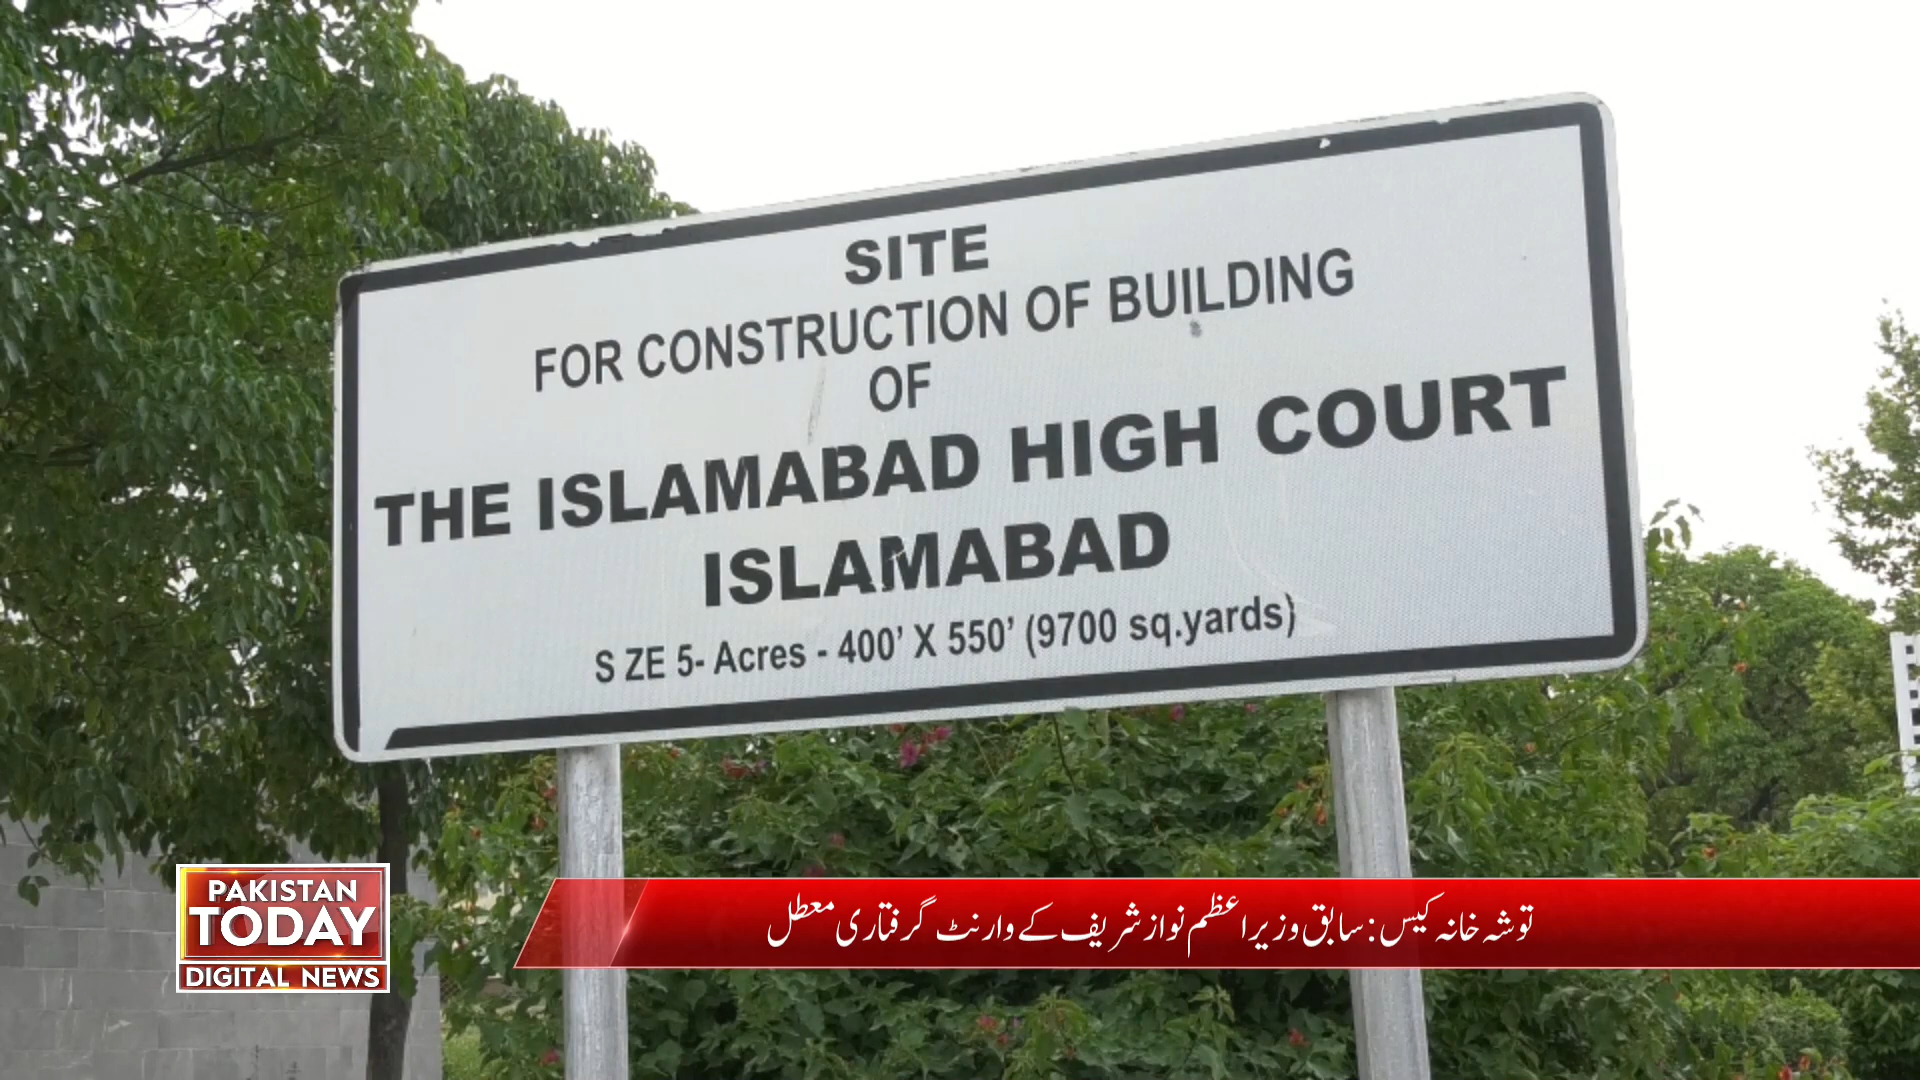 SITE
FOR CONSTRUCTION OF BUILDING
OF
THE ISLAMABAD HIGH COURT
ISLAMABAD
S ZE 5- Acres - 400' X 550' (9700 sq.yards)
PAKISTAN
TODAY
DIGITAL NEWS
توشہ خانہ کیس: سابق وزیراعظم نواز شریف کے وارنٹ گرفتاری معطل